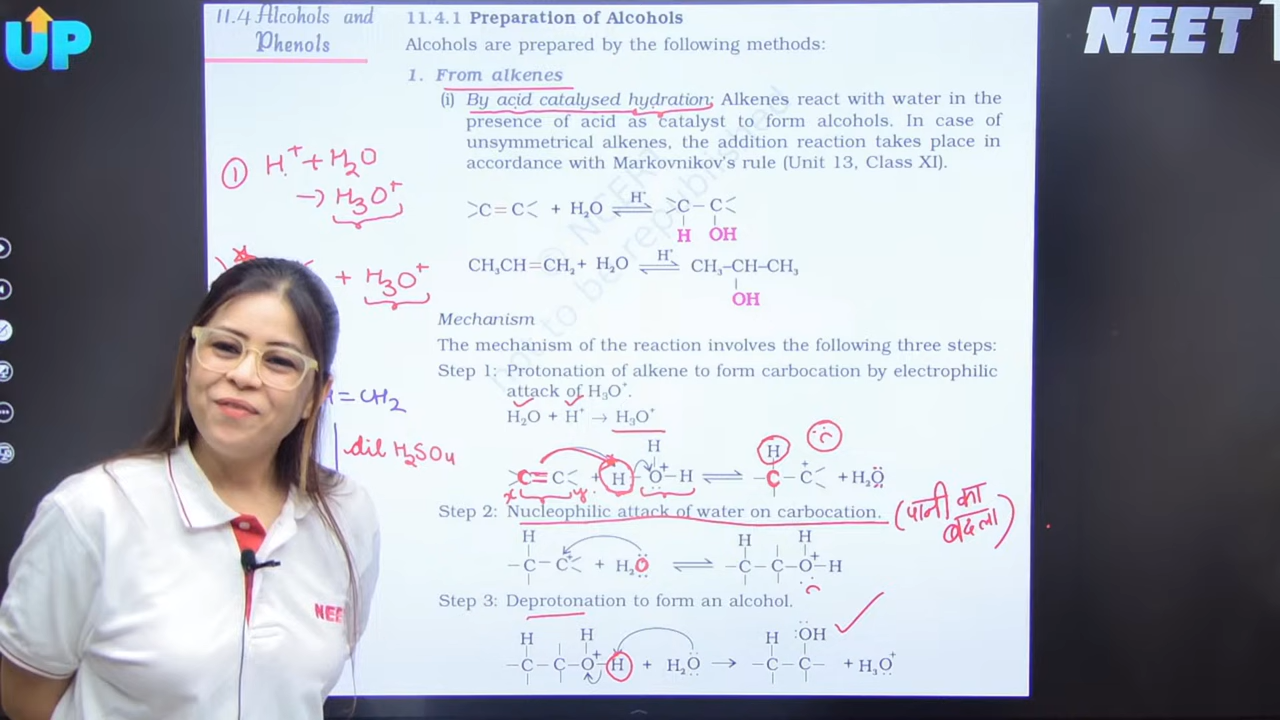 UP
NEET
11.4 Alcohols and
Phenols
11.4.1 Preparation of Alcohols
Alcohols are prepared by the following methods:
1. From alkenes
(i) By acid catalysed hydration: Alkenes react with water in the
presence of acid as catalyst to form alcohols. In case of
unsymmetrical alkenes, the addition reaction takes place in
accordance with Markovnikov's rule (Unit 13, Class XI).
① H⁺ + H₂O
→ H₃O⁺
>C=C< + H₂O ⇌ H⁺ >C–C<
H OH
+ H₃O⁺
CH₃CH=CH₂ + H₂O ⇌ H⁺ CH₃–CH–CH₃
OH
Mechanism
The mechanism of the reaction involves the following three steps:
Step 1: Protonation of alkene to form carbocation by electrophilic
attack of H₃O⁺.
= CH₂
H₂O + H⁺ → H₃O⁺
dil H₂SO₄
H H
>C=C< + H–O⁺–H ⇌ –C–C⁺< + H₂Ö
Step 2: Nucleophilic attack of water on carbocation.
(पानी का
बदला)
H H H
–C–C⁺< + H₂O ⇌ –C–C–O⁺–H
Step 3: Deprotonation to form an alcohol.
H H H :ÖH
–C–C–O⁺–H + H₂Ö → –C–C– + H₃O⁺
NEE